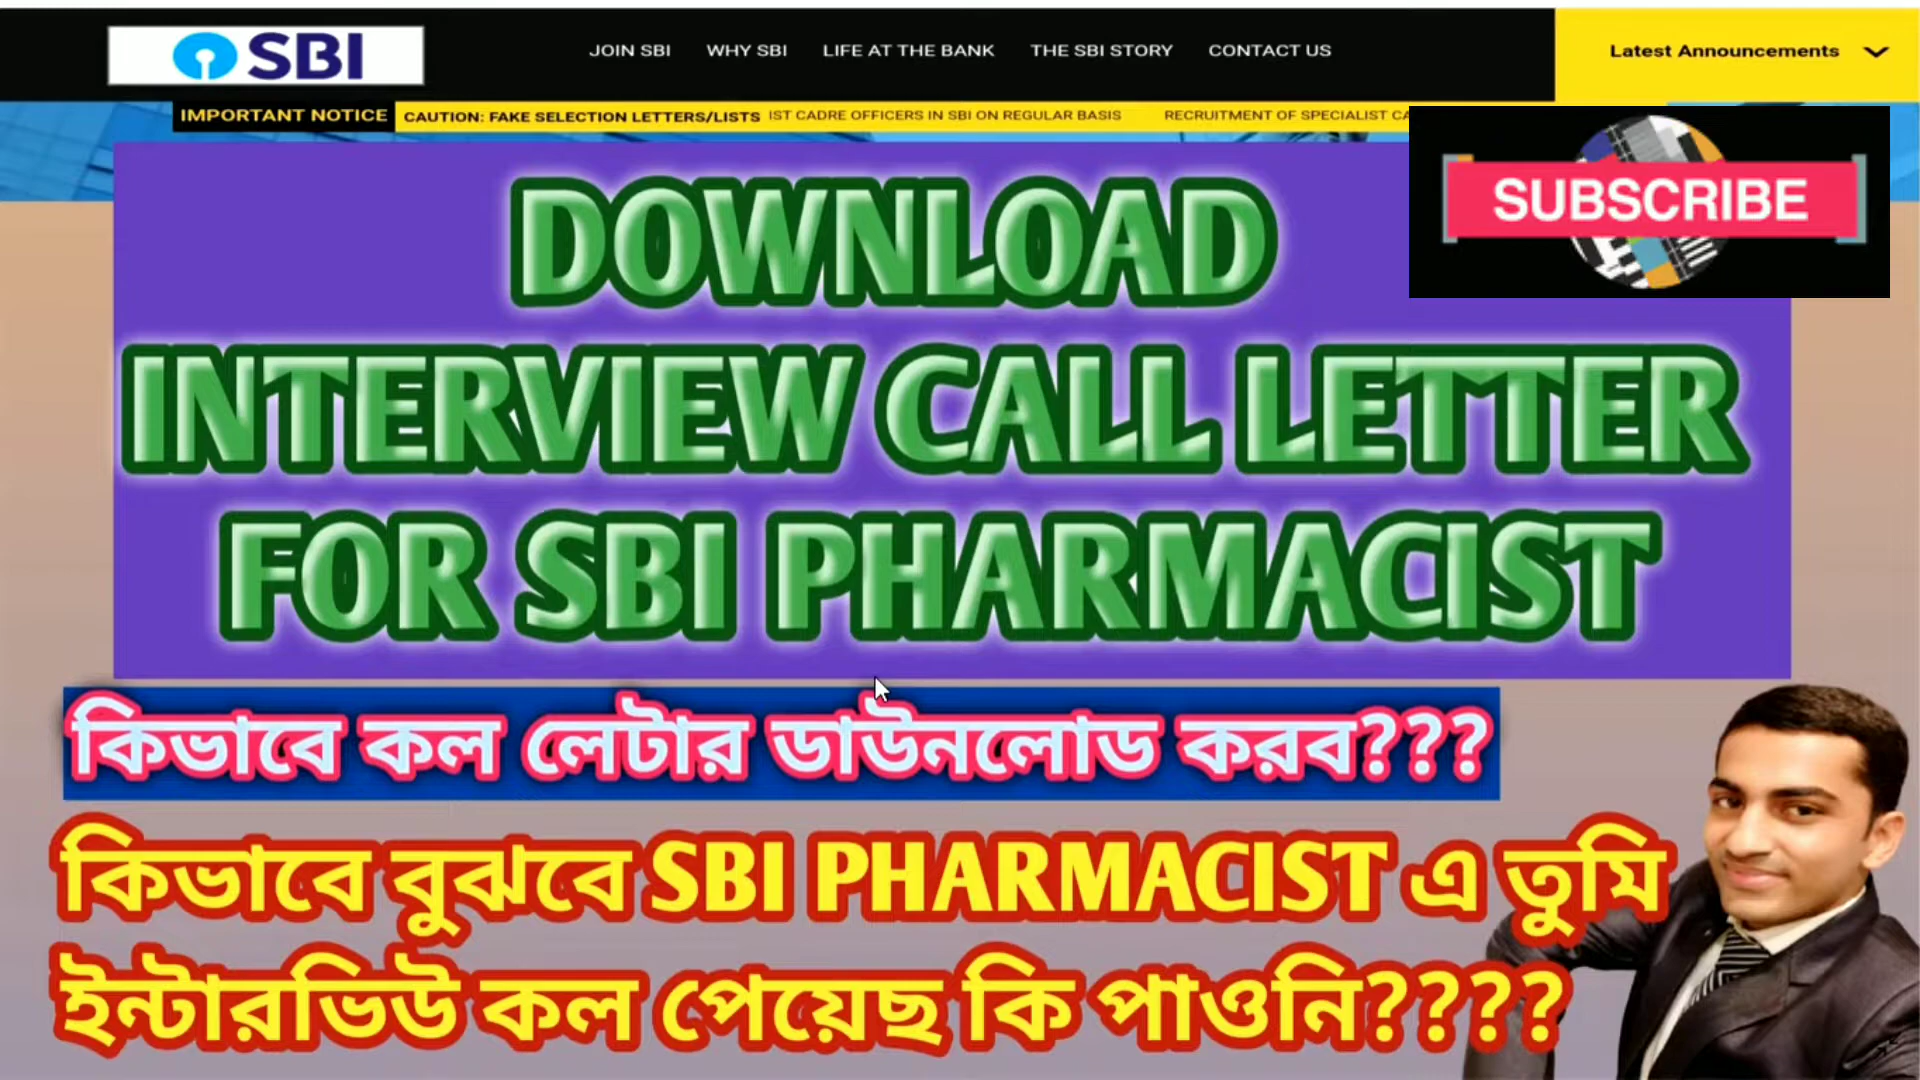 SBI
JOIN SBI WHY SBI LIFE AT THE BANK THE SBI STORY CONTACT US
Latest Announcements
IMPORTANT NOTICE CAUTION: FAKE SELECTION LETTERS/LISTS IST CADRE OFFICERS IN SBI ON REGULAR BASIS RECRUITMENT OF SPECIALIST CA
SUBSCRIBE
DOWNLOAD
INTERVIEW CALL LETTER
FOR SBI PHARMACIST
কিভাবে কল লেটার ডাউনলোড করব???
কিভাবে বুঝবে SBI PHARMACIST এ তুমি
ইন্টারভিউ কল পেয়েছ কি পাওনি????